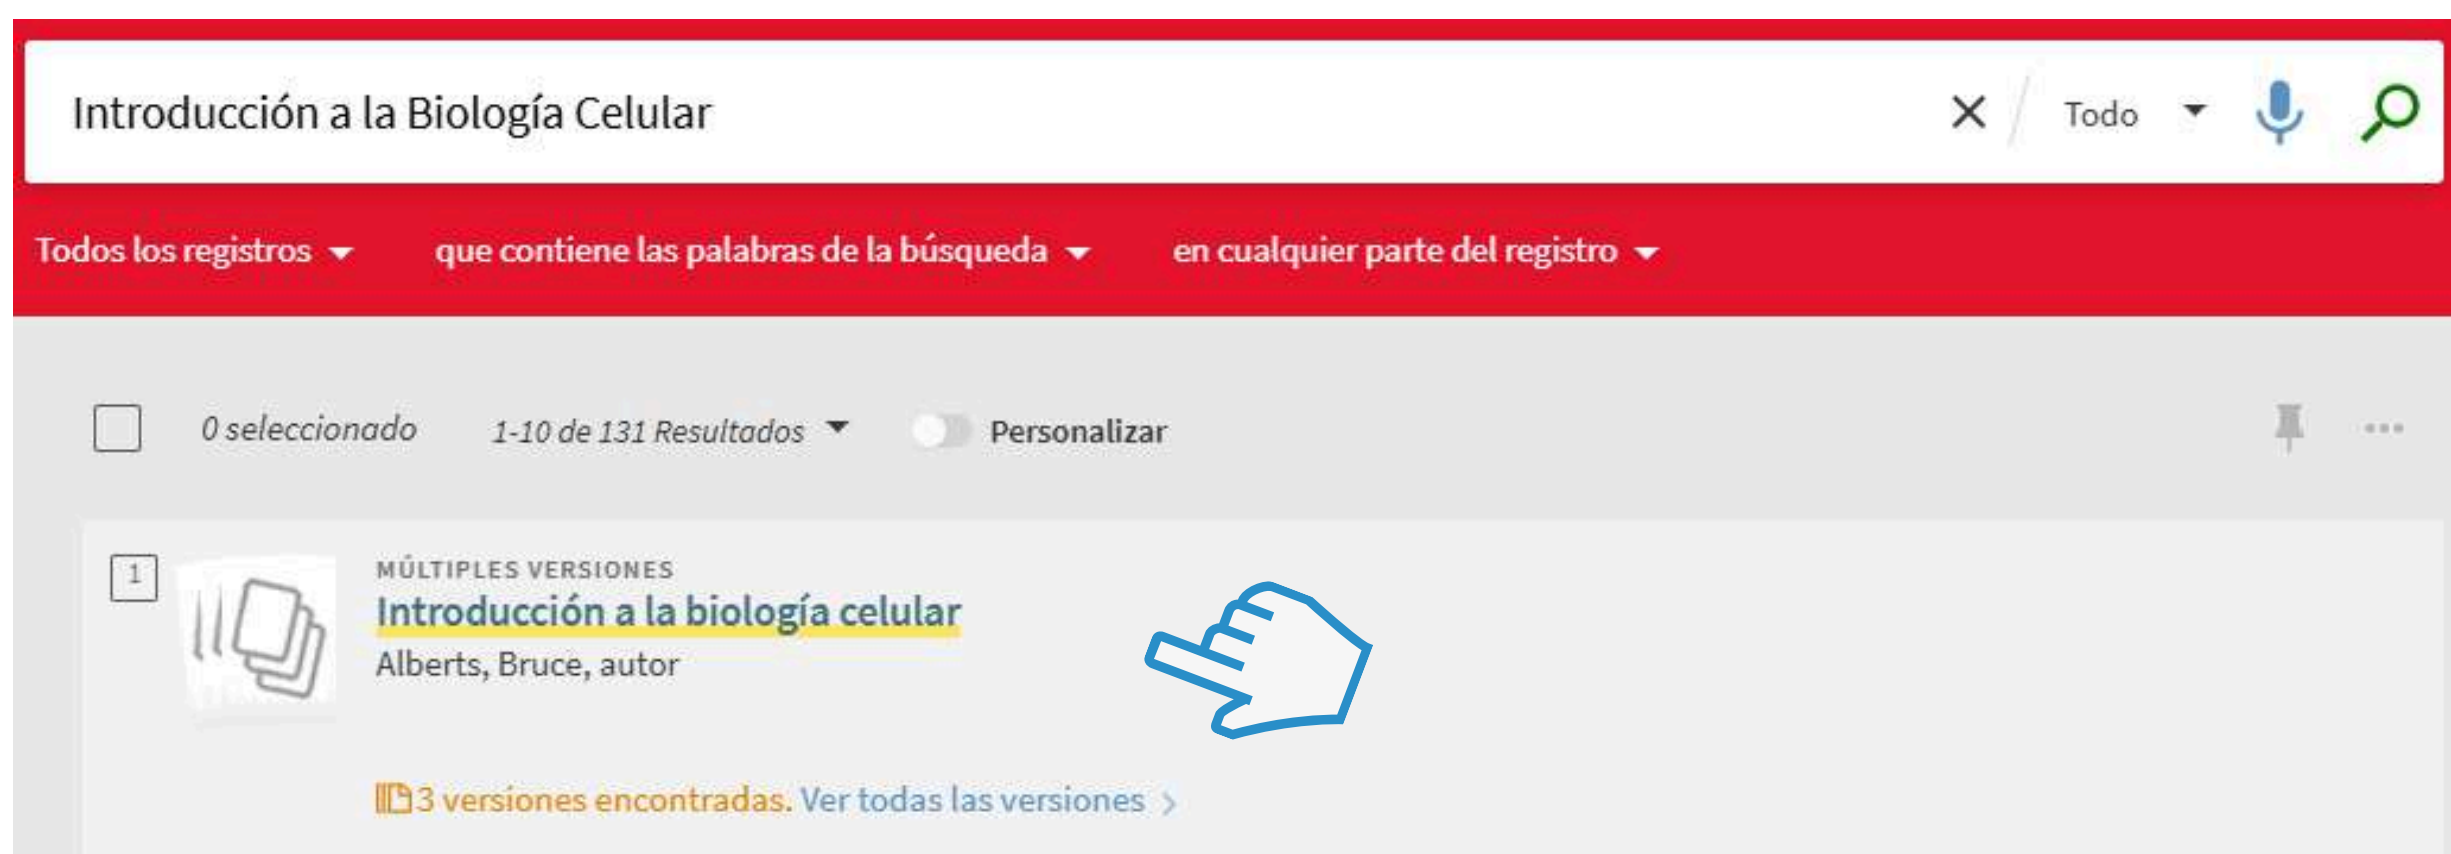 Introducción a la Biología Celular
Todo
Todos los registros que contiene las palabras de la búsqueda en cualquier parte del registro
0 seleccionado 1-10 de 131 Resultados Personalizar
1
MÚLTIPLES VERSIONES
Introducción a la biología celular
Alberts, Bruce, autor
3 versiones encontradas. Ver todas las versiones >